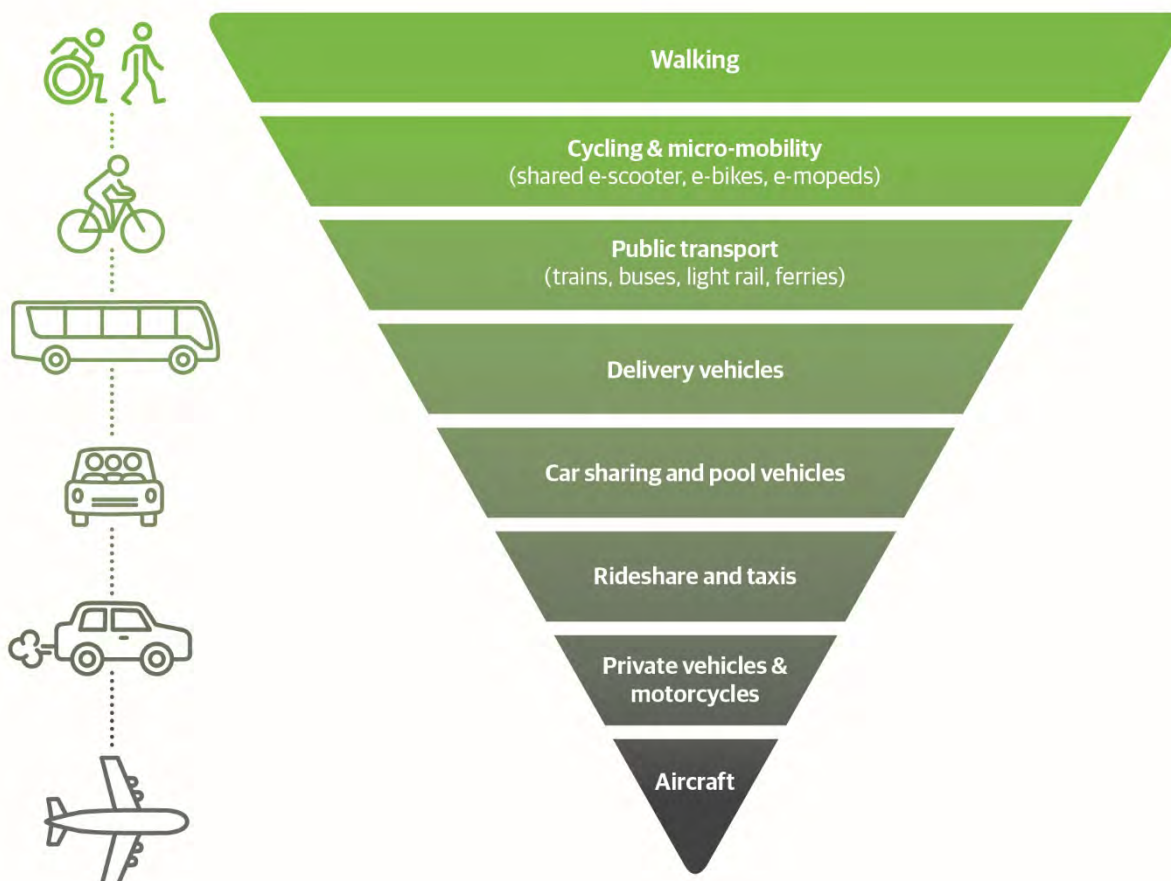 Walking
Cycling & micro-mobility
(shared e-scooter, e-bikes, e-mopeds)
Public transport
(trains, buses, light rail, ferries)
Delivery vehicles
Car sharing and pool vehicles
Rideshare and taxis
Private vehicles &
motorcycles
Aircraft